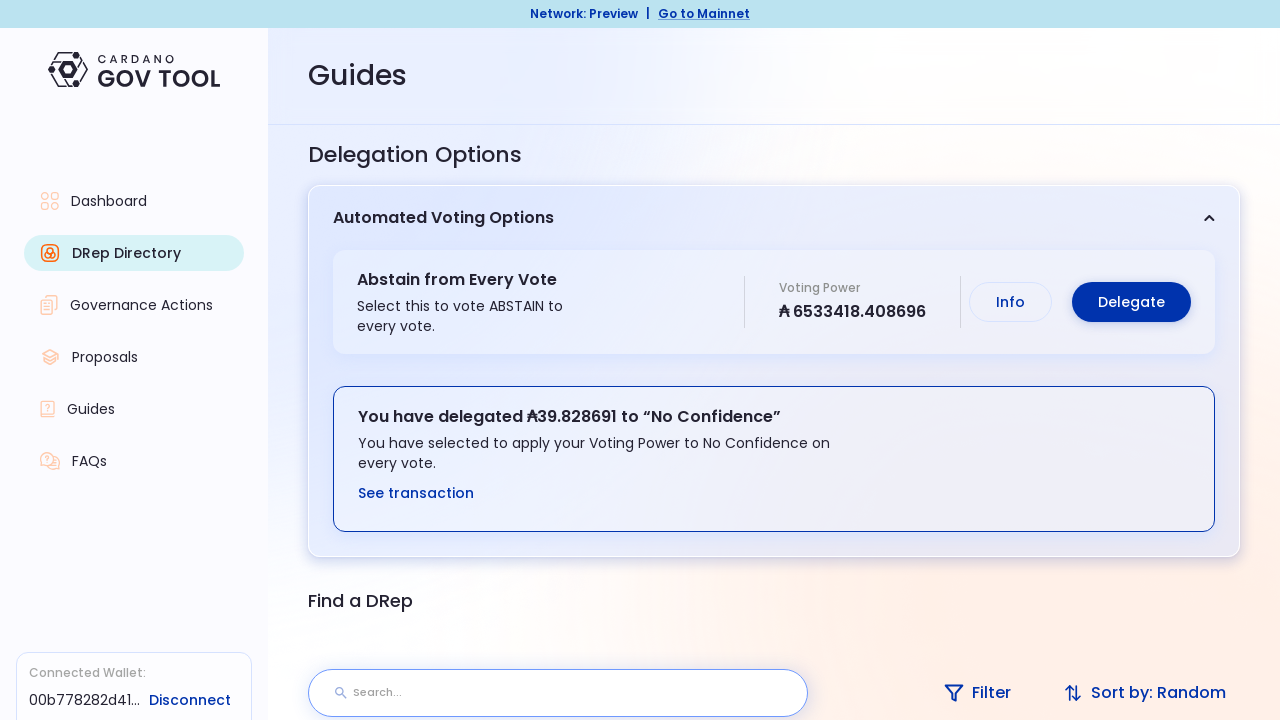 Network: Preview | Go to Mainnet
CARDANO
GOV TOOL
Guides
Delegation Options
Dashboard
DRep Directory
Governance Actions
Proposals
Guides
FAQs
Automated Voting Options
Abstain from Every Vote
Select this to vote ABSTAIN to
every vote.
Voting Power
₳ 6533418.408696
Info
Delegate
You have delegated ₳39.828691 to “No Confidence”
You have selected to apply your Voting Power to No Confidence on
every vote.
See transaction
Find a DRep
Search...
Filter
Sort by: Random
Connected Wallet:
00b778282d41... Disconnect